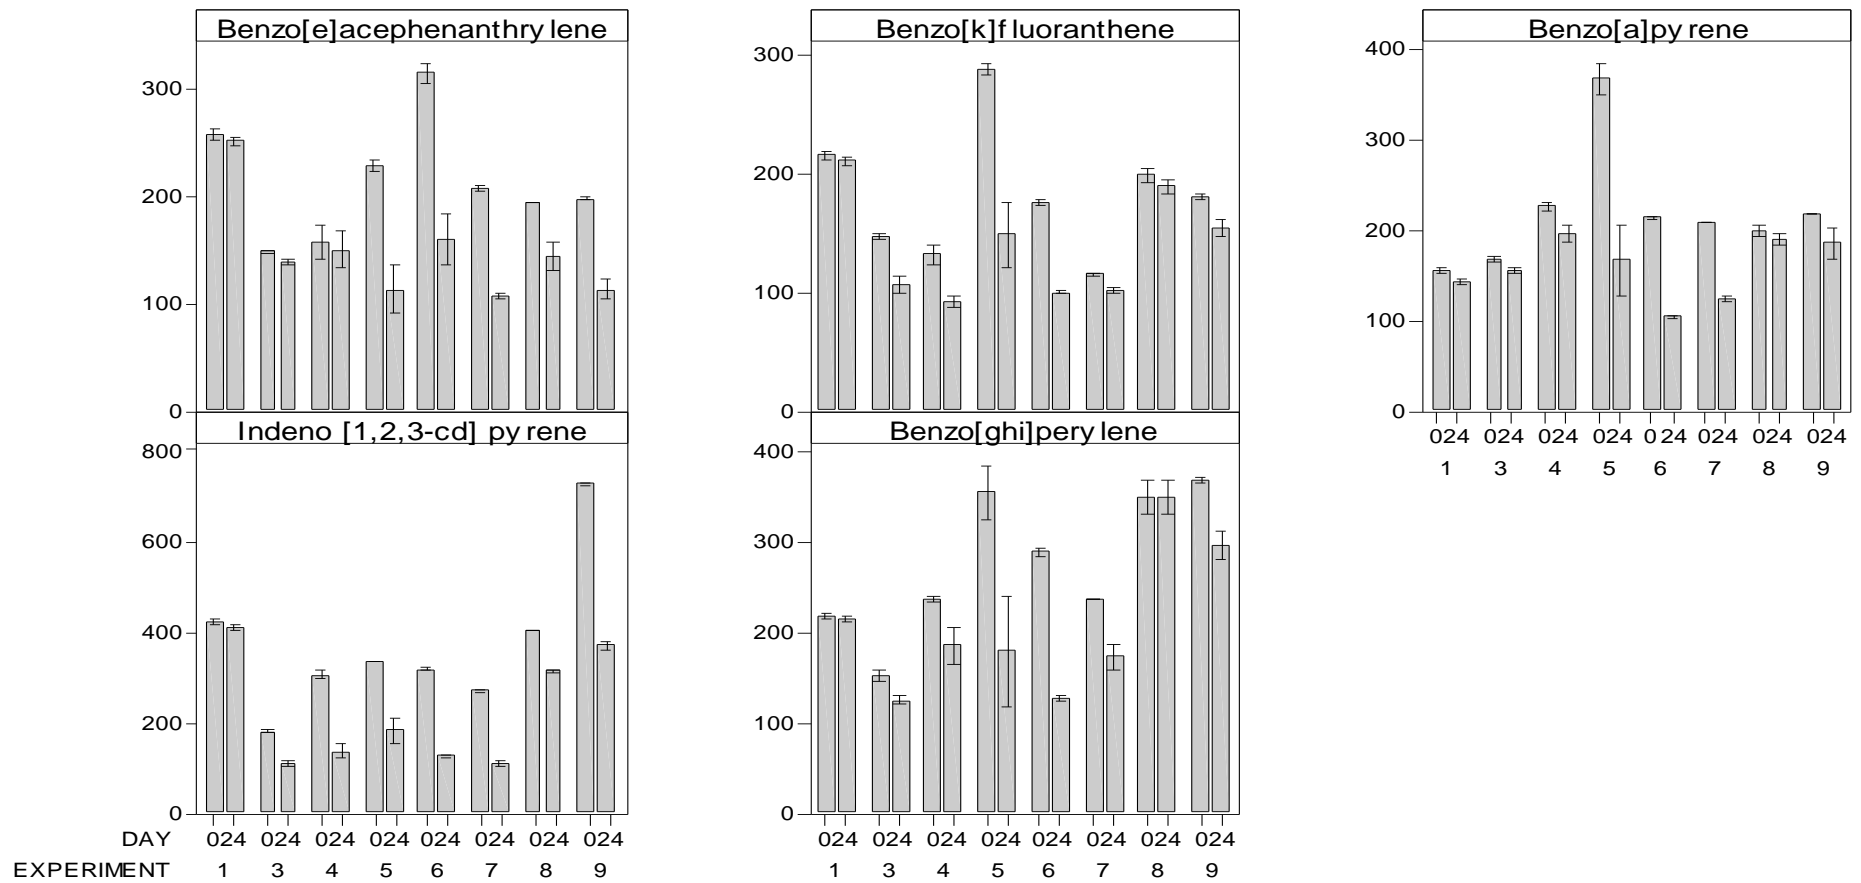 Benzo[e]acephenanthry lene
Benzo[k]f luoranthene
Benzo[a]py rene
300
200
100
0
300
200
100
0
400
300
200
100
0
024 024 024 024 0 24 024 024 024
1 3 4 5 6 7 8 9
Indeno [1,2,3-cd] py rene
Benzo[ghi]pery lene
800
600
400
200
0
400
300
200
100
0
DAY 024 024 024 024 024 024 024 024
EXPERIMENT 1 3 4 5 6 7 8 9
024 024 024 024 024 024 024 024
1 3 4 5 6 7 8 9